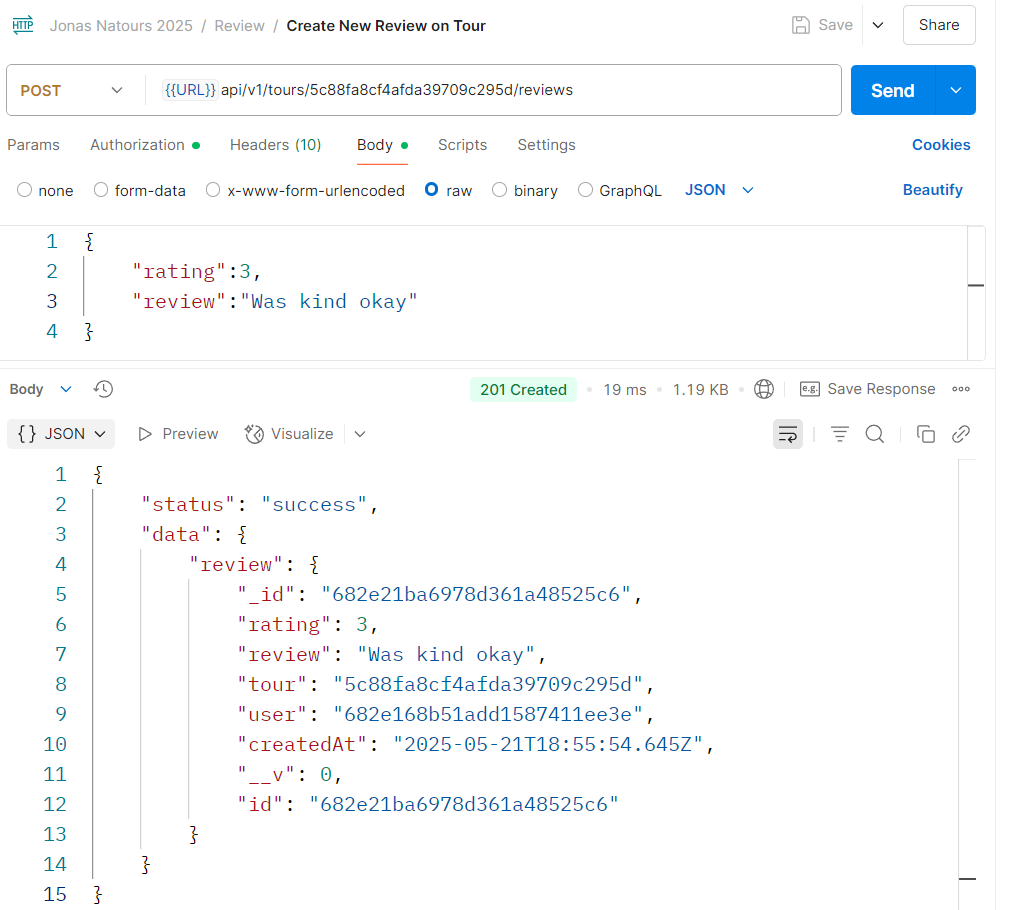 HTTP Jonas Natours 2025 / Review / Create New Review on Tour Save Share
POST {{URL}} api/v1/tours/5c88fa8cf4afda39709c295d/reviews Send
Params Authorization Headers (10) Body Scripts Settings Cookies
none form-data x-www-form-urlencoded raw binary GraphQL JSON Beautify
1 {
2 "rating":3,
3 "review":"Was kind okay"
4 }
Body 201 Created 19 ms 1.19 KB e.g. Save Response
{} JSON Preview Visualize
1 {
2 "status": "success",
3 "data": {
4 "review": {
5 "_id": "682e21ba6978d361a48525c6",
6 "rating": 3,
7 "review": "Was kind okay",
8 "tour": "5c88fa8cf4afda39709c295d",
9 "user": "682e168b51add1587411ee3e",
10 "createdAt": "2025-05-21T18:55:54.645Z",
11 "__v": 0,
12 "id": "682e21ba6978d361a48525c6"
13 }
14 }
15 }